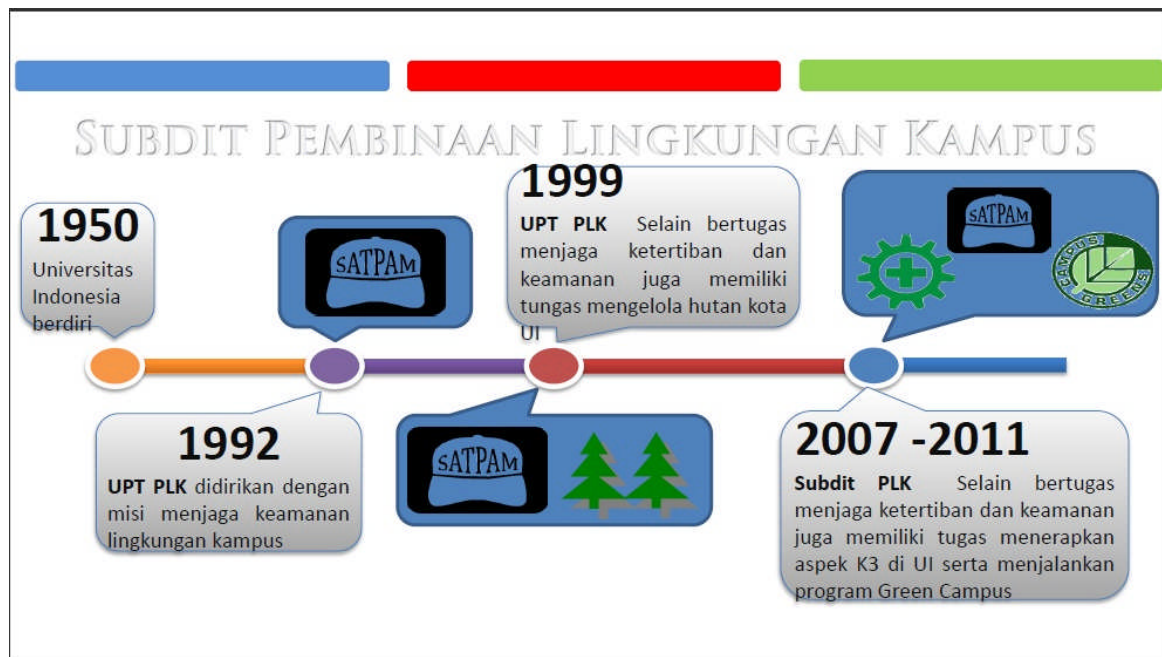 SUBDIT PEMBINAAN LINGKUNGAN KAMPUS
1950
Universitas
Indonesia
berdiri
SATPAM
1999
UPT PLK Selain bertugas
menjaga ketertiban dan
keamanan juga memiliki
tungas mengelola hutan kota
UI
SATPAM
CAMPUS
GREENS
1992
UPT PLK didirikan dengan
misi menjaga keamanan
lingkungan kampus
SATPAM
2007 -2011
Subdit PLK Selain bertugas
menjaga ketertiban dan keamanan
juga memiliki tugas menerapkan
aspek K3 di UI serta menjalankan
program Green Campus